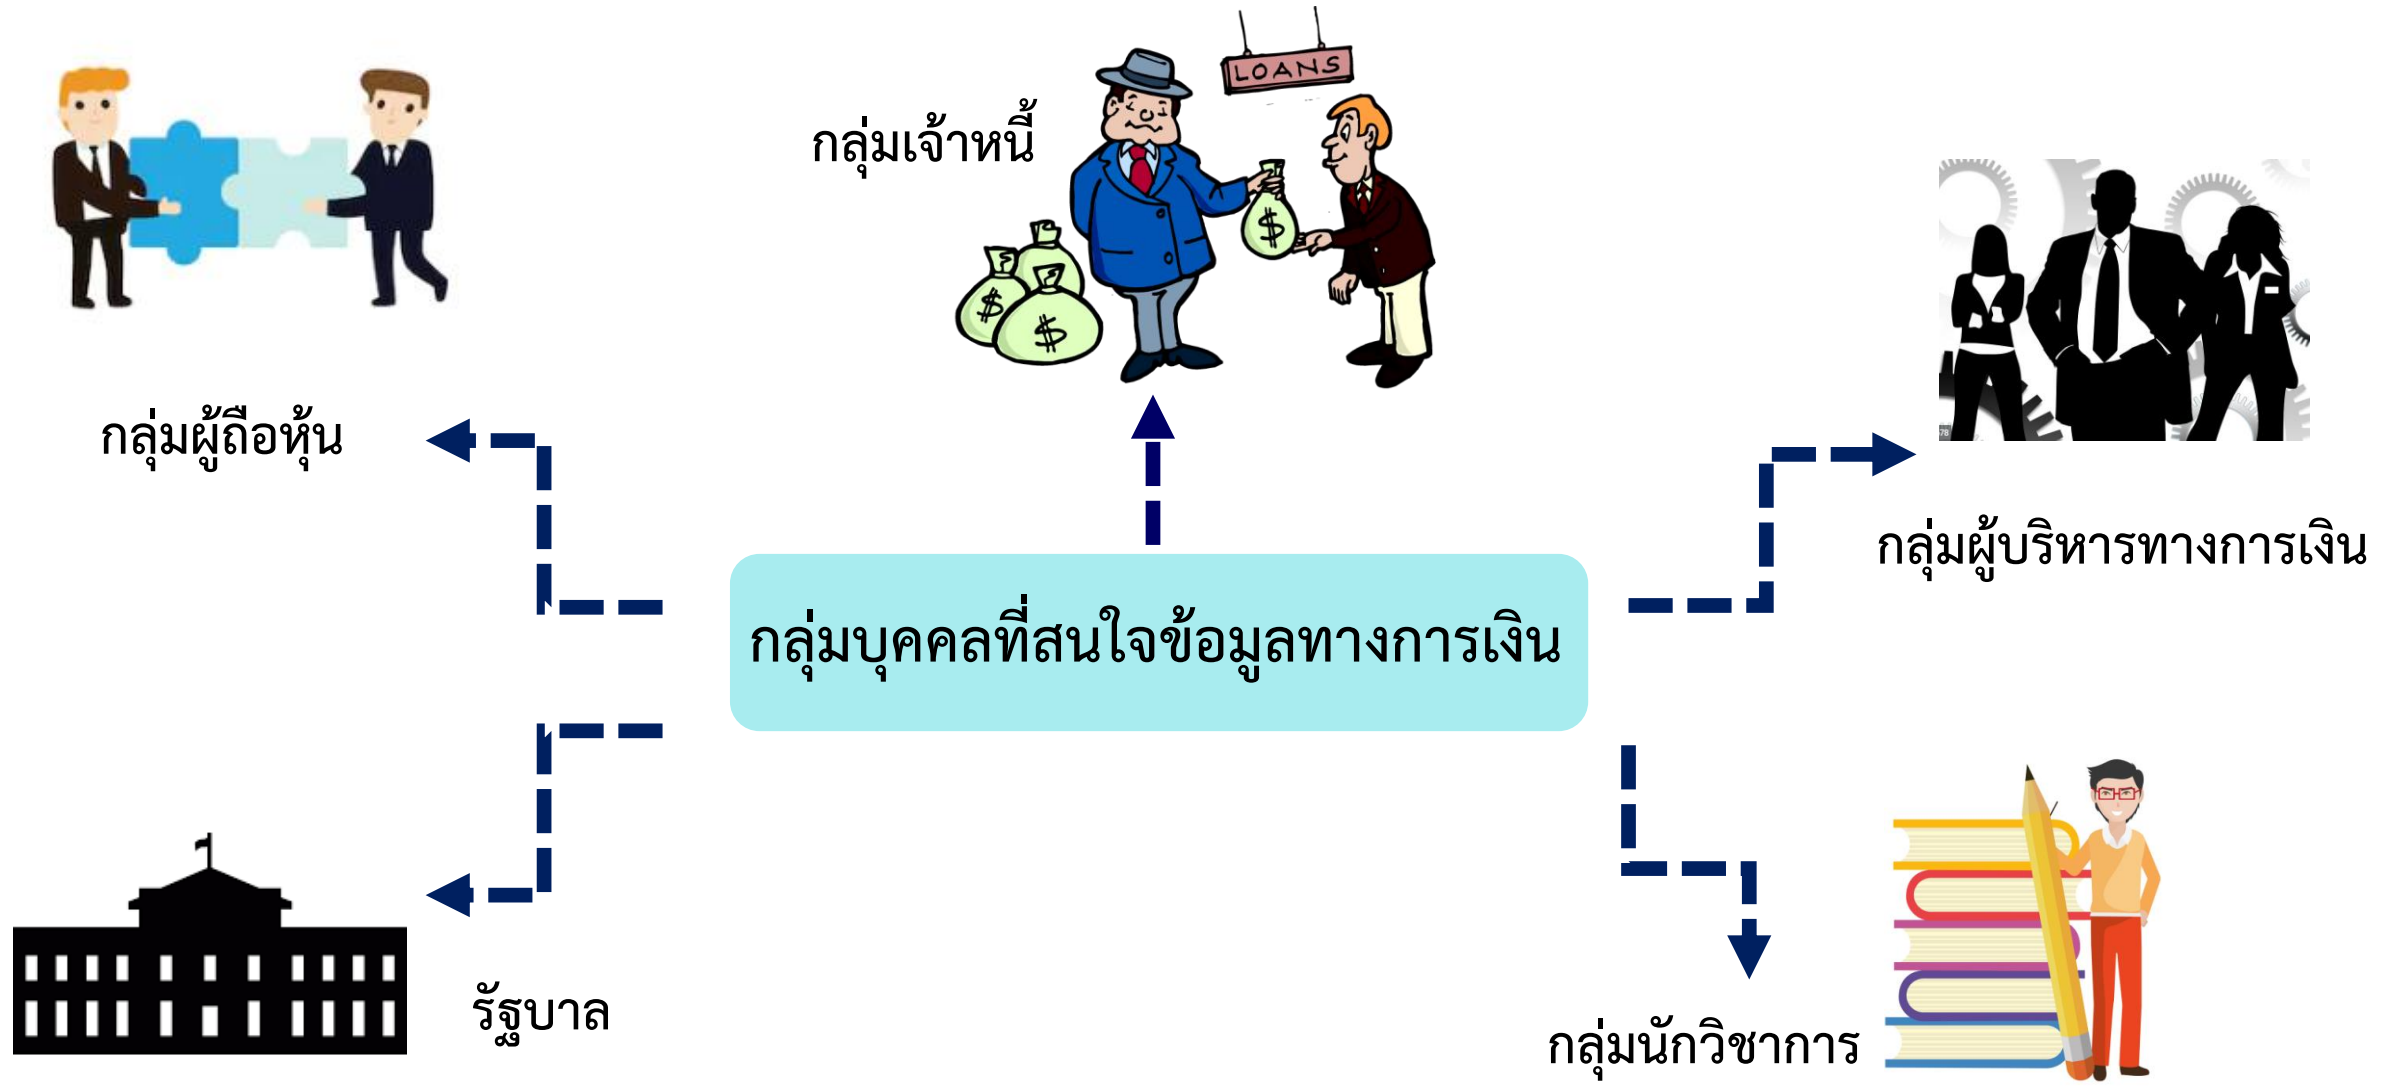 LOANS
กลุ่มเจ้าหนี้
กลุ่มผู้ถือหุ้น
กลุ่มผู้บริหารทางการเงิน
กลุ่มบุคคลที่สนใจข้อมูลทางการเงิน
รัฐบาล
กลุ่มนักวิชาการ